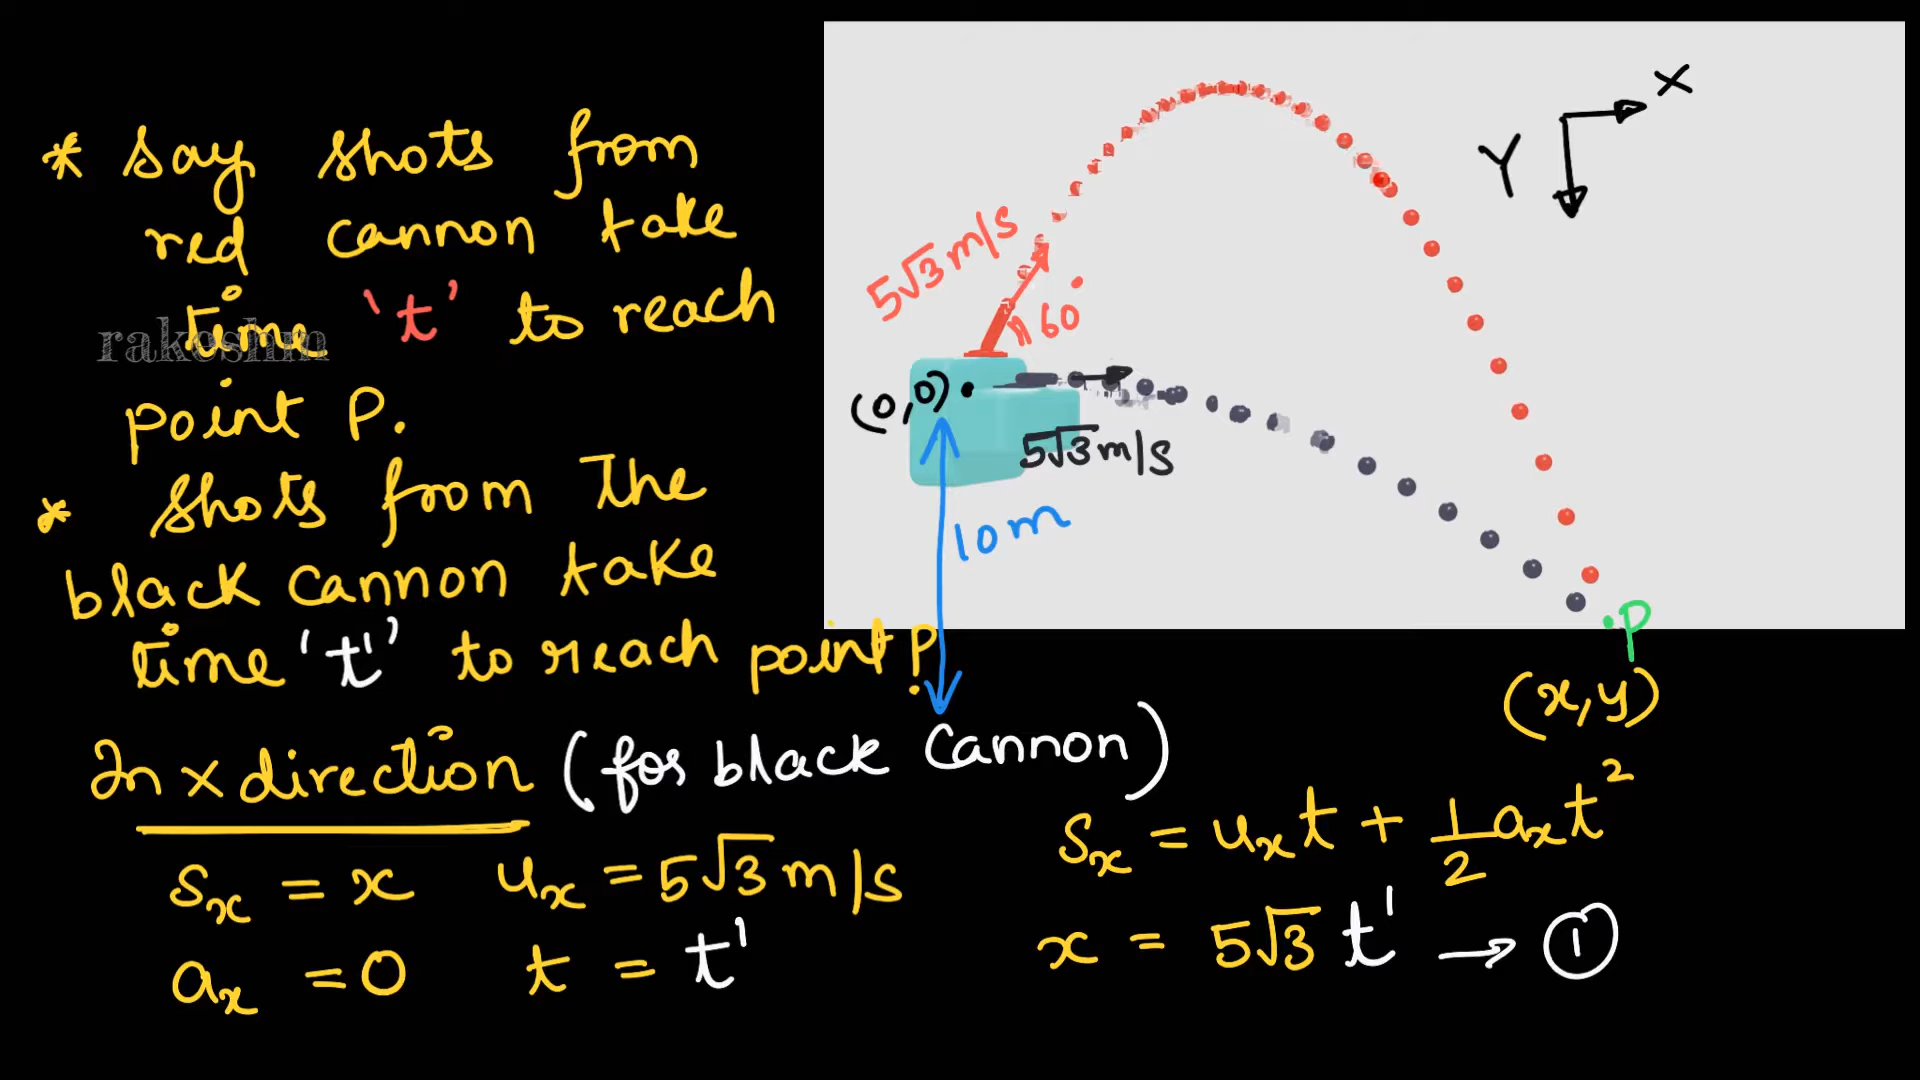 * Say shots from
red cannon take
time 't' to reach
rakeshm
point P.
* Shots from the
black cannon take
time 't'' to reach point P.
In x direction (for black cannon)
Sx = x ux = 5√3 m/s
ax = 0 t = t'
X
Y
5√3 m/s
60°
(0,0)
5√3 m/s
10m
P
(x,y)
Sx = uxt + 1/2 axt²
x = 5√3 t' → ①